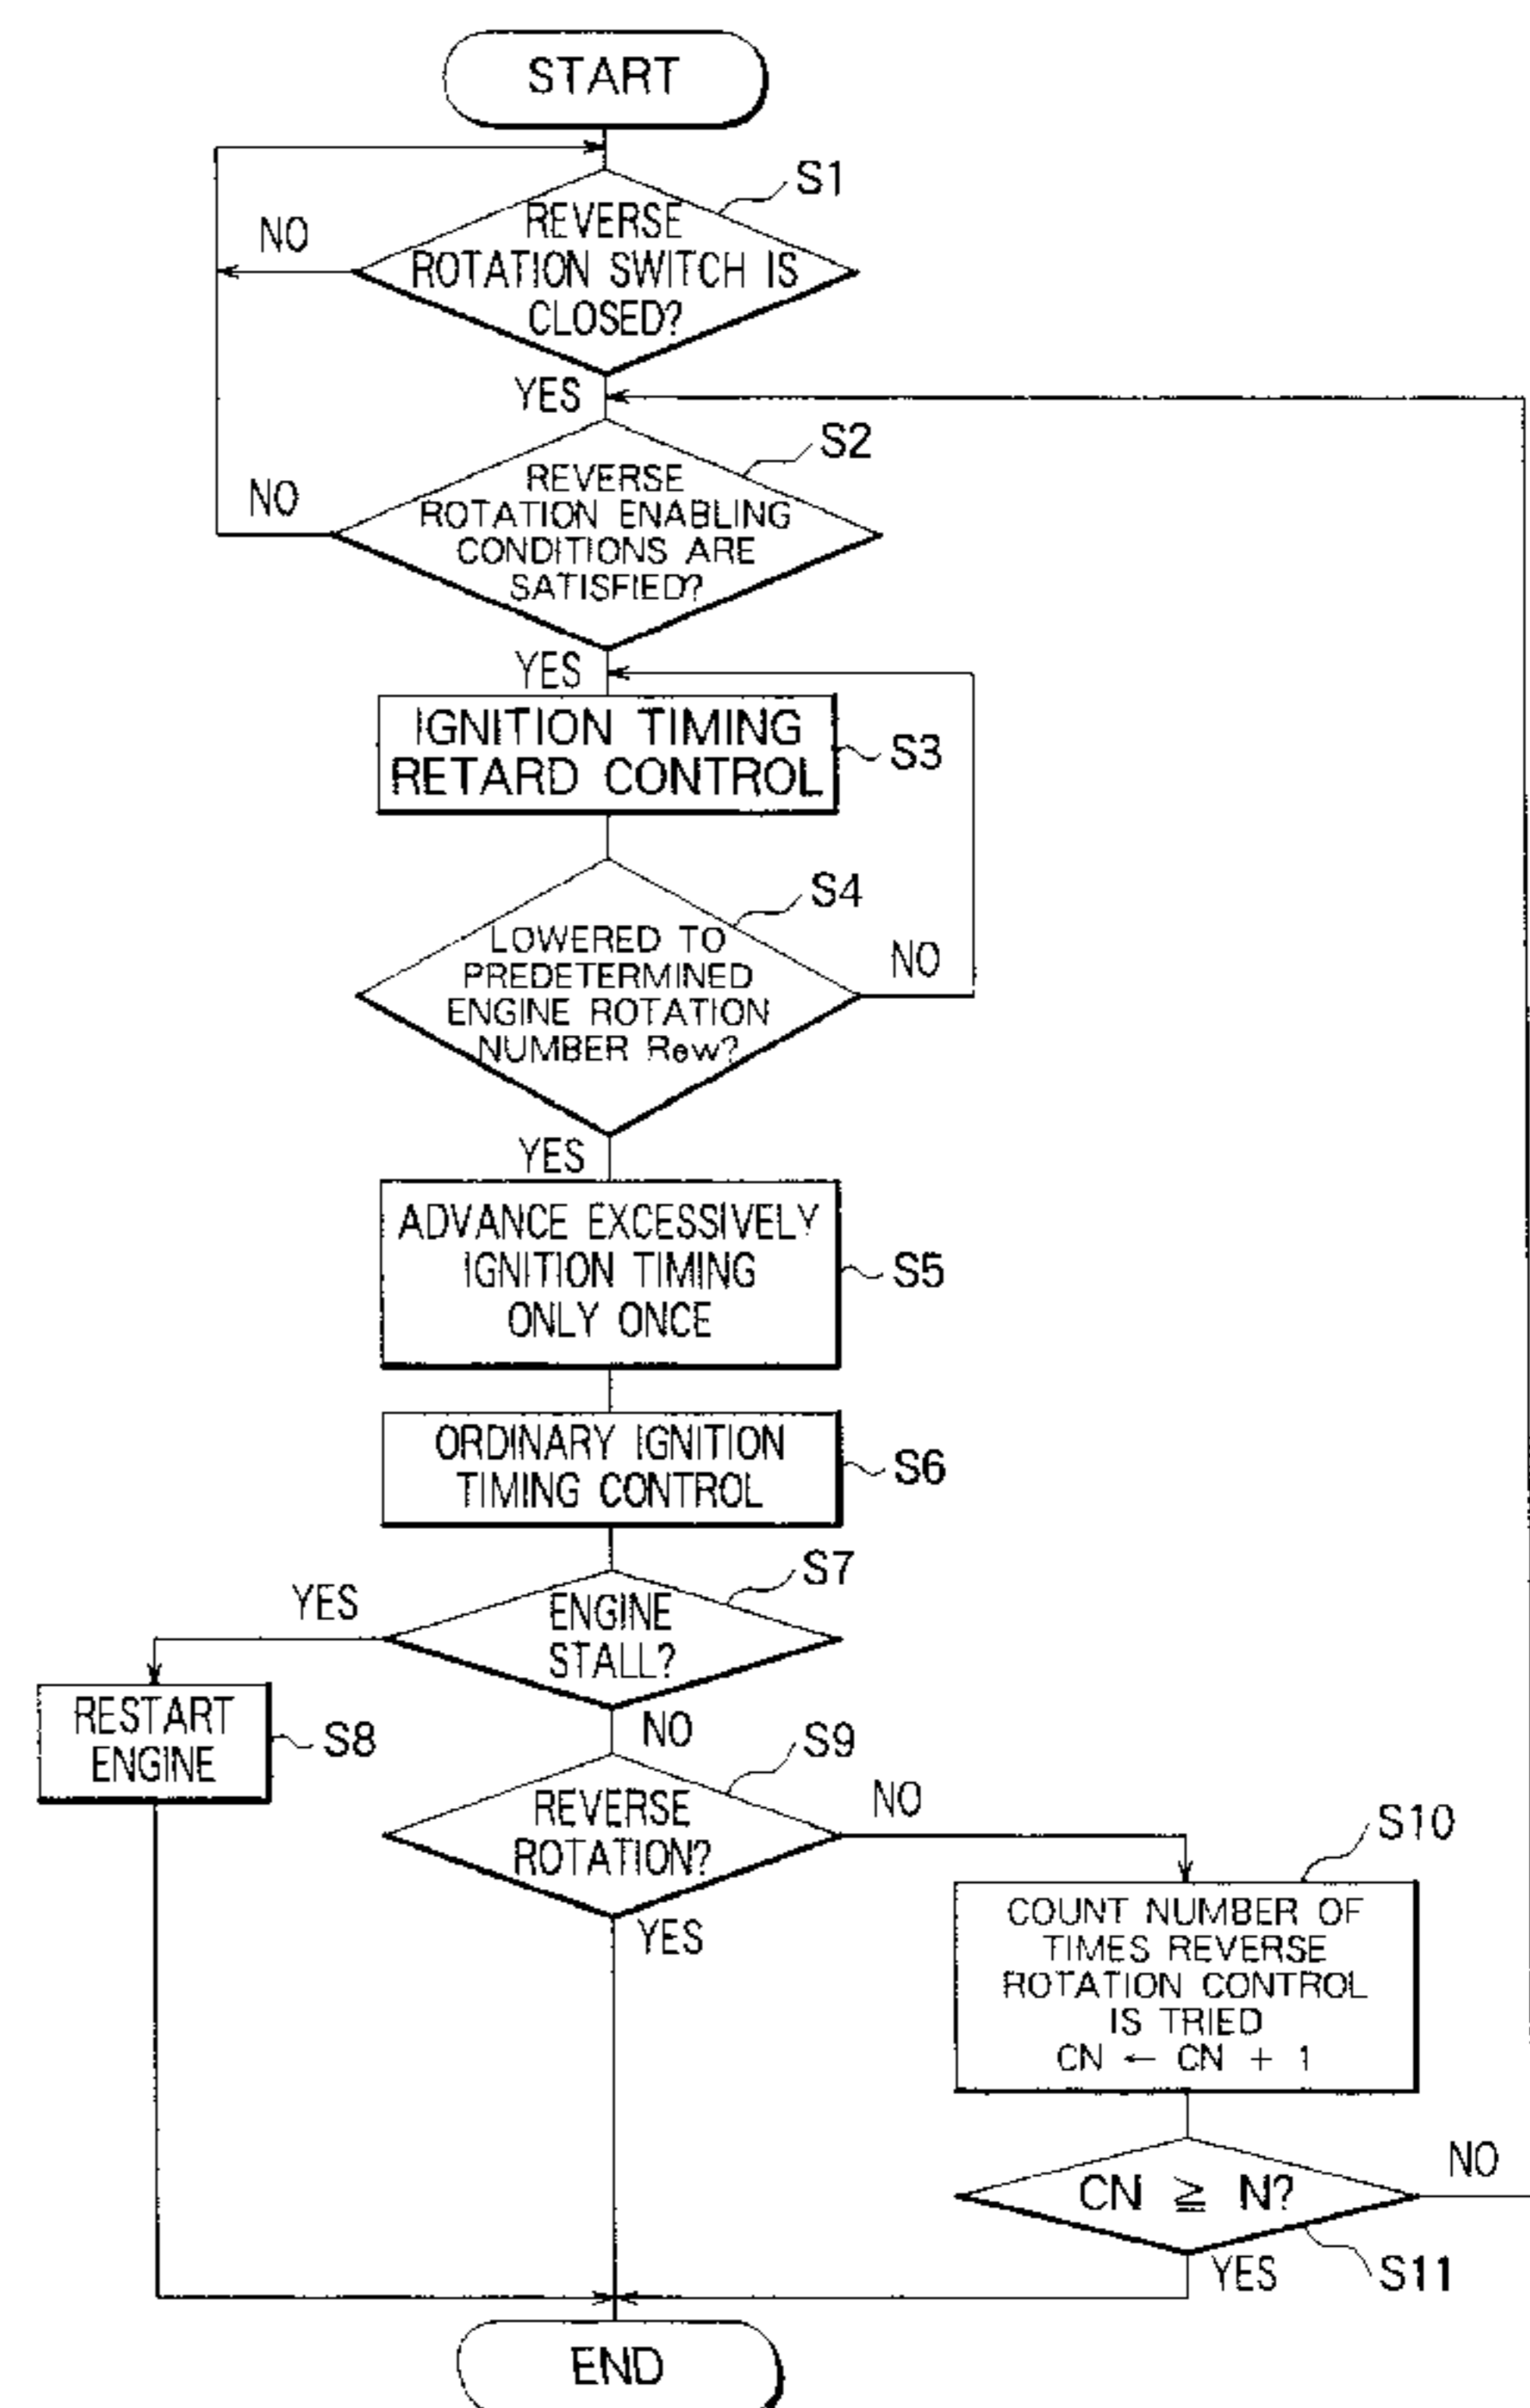 START
S1
REVERSE
ROTATION SWITCH IS
CLOSED?
NO
YES
S2
REVERSE
ROTATION ENABLING
CONDITIONS ARE
SATISFIED?
NO
YES
IGNITION TIMING
RETARD CONTROL
S3
S4
LOWERED TO
PREDETERMINED
ENGINE ROTATION
NUMBER Rew?
NO
YES
ADVANCE EXCESSIVELY
IGNITION TIMING
ONLY ONCE
S5
ORDINARY IGNITION
TIMING CONTROL
S6
S7
ENGINE
STALL?
YES
RESTART
ENGINE
S8
NO
S9
REVERSE
ROTATION?
NO
YES
S10
COUNT NUMBER OF
TIMES REVERSE
ROTATION CONTROL
IS TRIED
CN ← CN + 1
CN ≧ N?
NO
S11
YES
END